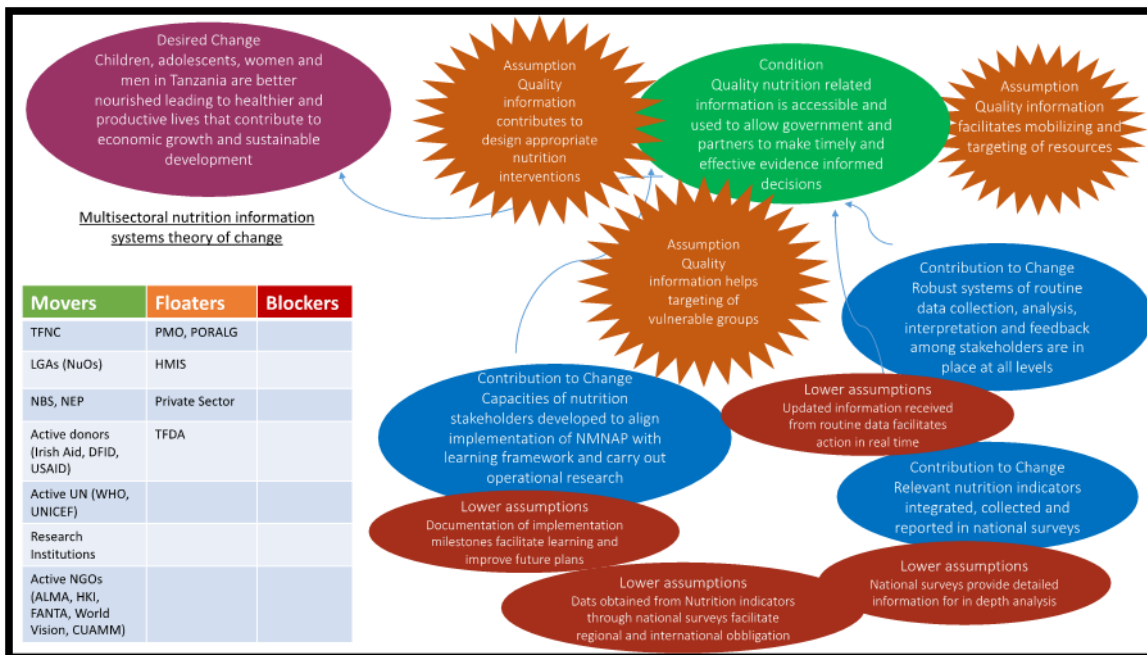 Desired Change
Children, adolescents, women and
men in Tanzania are better
nourished leading to healthier and
productive lives that contribute to
economic growth and sustainable
development
Assumption
Quality
information
contributes to
design appropriate
nutrition
interventions
Condition
Quality nutrition related
information is accessible and
used to allow government and
partners to make timely and
effective evidence informed
decisions
Assumption
Quality information
facilitates mobilizing and
targeting of resources
Multisectoral nutrition information
systems theory of change
Assumption
Quality
information helps
targeting of
vulnerable groups
Contribution to Change
Robust systems of routine
data collection, analysis,
interpretation and feedback
among stakeholders are in
place at all levels
Movers Floaters Blockers
TFNC PMO, PORALG
LGAs (NuOs) HMIS
NBS, NEP Private Sector
Active donors TFDA
(Irish Aid, DFID,
USAID)
Active UN (WHO,
UNICEF)
Research
Institutions
Active NGOs
(ALMA, HKI,
FANTA, World
Vision, CUAMM)
Contribution to Change
Capacities of nutrition
stakeholders developed to align
implementation of NMNAP with
learning framework and carry out
operational research
Lower assumptions
Updated information received
from routine data facilitates
action in real time
Contribution to Change
Relevant nutrition indicators
integrated, collected and
reported in national surveys
Lower assumptions
Documentation of implementation
milestones facilitate learning and
improve future plans
Lower assumptions
Dats obtained from Nutrition indicators
through national surveys facilitate
regional and international obbligation
Lower assumptions
National surveys provide detailed
information for in depth analysis